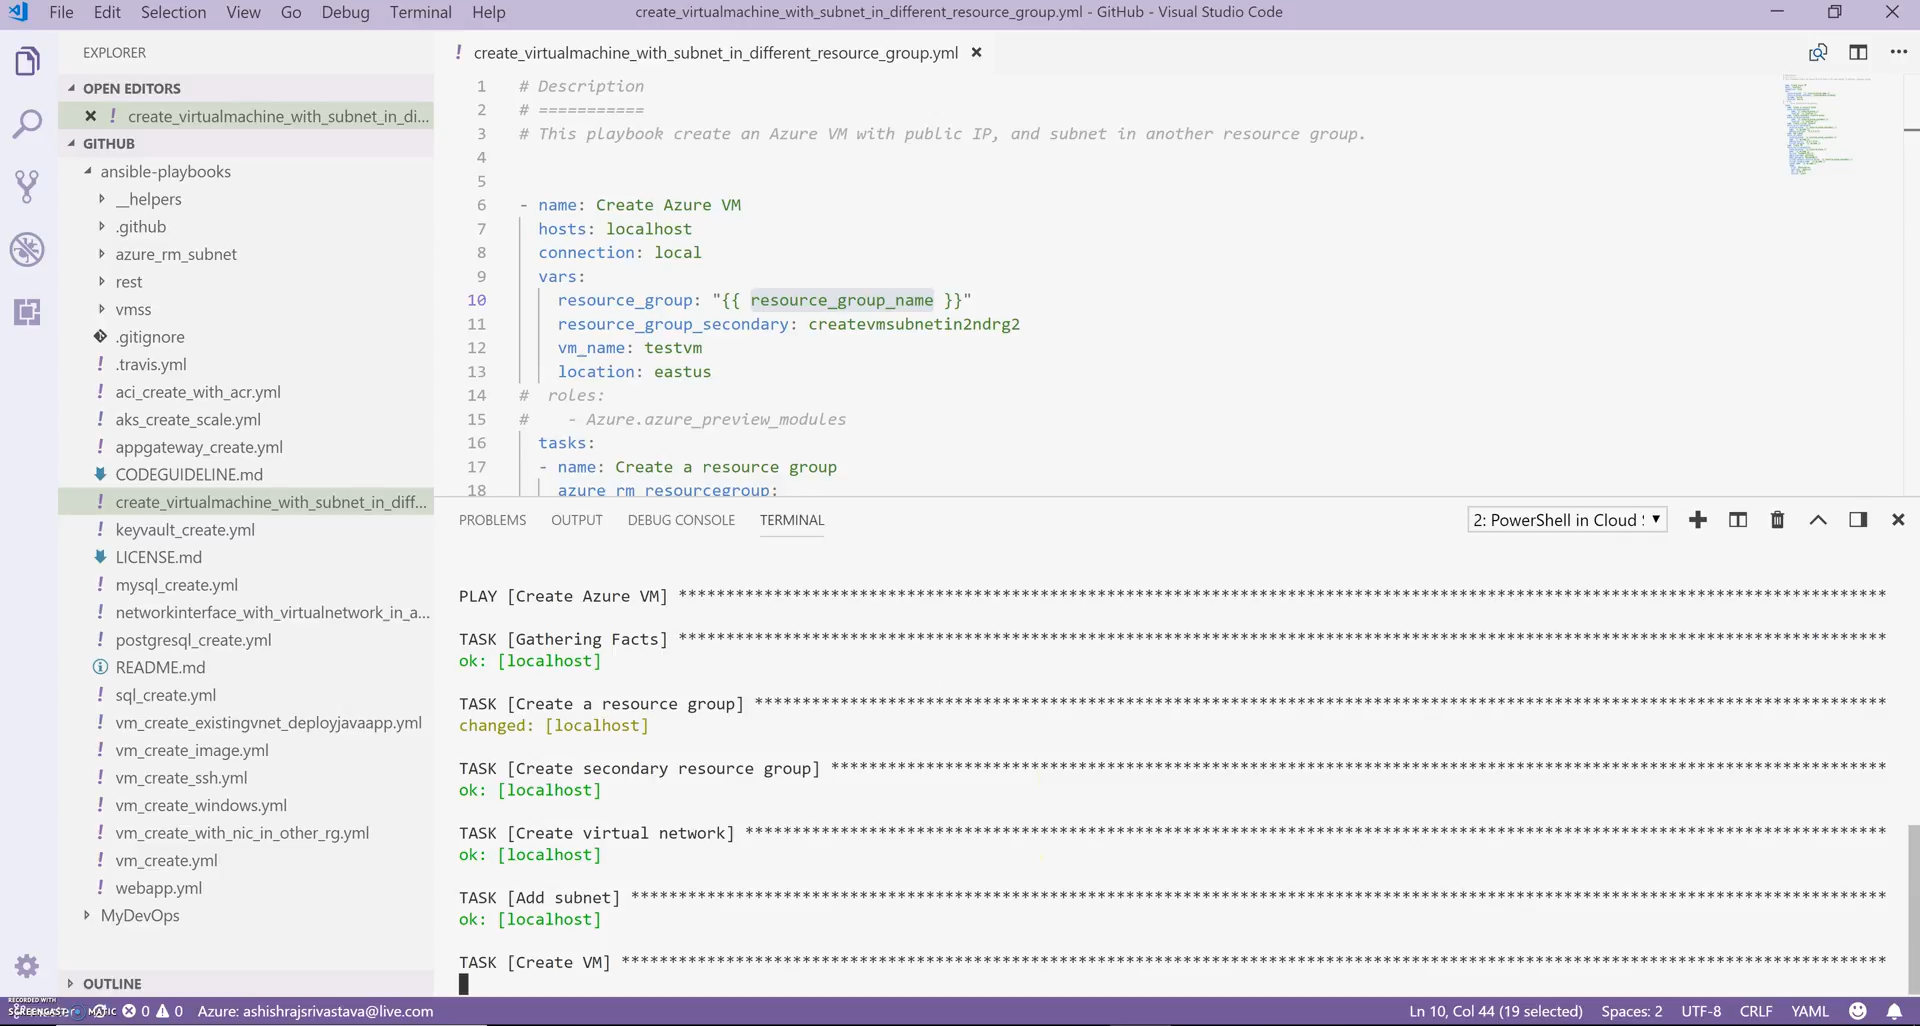 File Edit Selection View Go Debug Terminal Help
create_virtualmachine_with_subnet_in_different_resource_group.yml - GitHub - Visual Studio Code
EXPLORER
OPEN EDITORS
create_virtualmachine_with_subnet_in_di...
GITHUB
ansible-playbooks
__helpers
.github
azure_rm_subnet
rest
vmss
.gitignore
.travis.yml
aci_create_with_acr.yml
aks_create_scale.yml
appgateway_create.yml
CODEGUIDELINE.md
create_virtualmachine_with_subnet_in_diff...
keyvault_create.yml
LICENSE.md
mysql_create.yml
networkinterface_with_virtualnetwork_in_a...
postgresql_create.yml
README.md
sql_create.yml
vm_create_existingvnet_deployjavaapp.yml
vm_create_image.yml
vm_create_ssh.yml
vm_create_windows.yml
vm_create_with_nic_in_other_rg.yml
vm_create.yml
webapp.yml
MyDevOps
OUTLINE
create_virtualmachine_with_subnet_in_different_resource_group.yml
1 # Description
2 # ===========
3 # This playbook create an Azure VM with public IP, and subnet in another resource group.
4
5
6 - name: Create Azure VM
7 hosts: localhost
8 connection: local
9 vars:
10 resource_group: "{{ resource_group_name }}"
11 resource_group_secondary: createvmsubnetin2ndrg2
12 vm_name: testvm
13 location: eastus
14 # roles:
15 # - Azure.azure_preview_modules
16 tasks:
17 - name: Create a resource group
18 azure_rm_resourcegroup:
PROBLEMS OUTPUT DEBUG CONSOLE TERMINAL
2: PowerShell in Cloud
PLAY [Create Azure VM] ****************************************************************
TASK [Gathering Facts] ****************************************************************
ok: [localhost]
TASK [Create a resource group] ****************************************************************
changed: [localhost]
TASK [Create secondary resource group] ****************************************************************
ok: [localhost]
TASK [Create virtual network] ****************************************************************
ok: [localhost]
TASK [Add subnet] ****************************************************************
ok: [localhost]
TASK [Create VM] ****************************************************************
RECORDED WITH
SCREENCAST MATIC
0 0 Azure: ashishrajsrivastava@live.com
Ln 10, Col 44 (19 selected) Spaces: 2 UTF-8 CRLF YAML